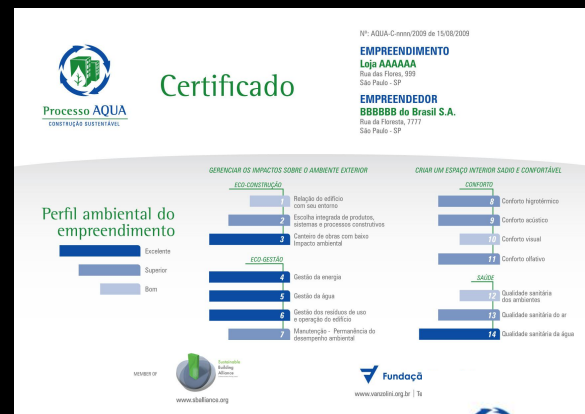 Nº: AQUA-C-nnnn/2009 de 15/08/2009
EMPREENDIMENTO
Loja AAAAAA
Rua das Flores, 999
São Paulo - SP
EMPREENDEDOR
BBBBBB do Brasil S.A.
Rua da Floresta, 7777
São Paulo - SP
Processo AQUA
CONSTRUÇÃO SUSTENTÁVEL
Certificado
Perfil ambiental do
empreendimento
Excelente
Superior
Bom
GERENCIAR OS IMPACTOS SOBRE O AMBIENTE EXTERIOR
ECO-CONSTRUÇÃO
1 Relação do edifício
com seu entorno
2 Escolha integrada de produtos,
sistemas e processos construtivos
3 Canteiro de obras com baixo
Impacto ambiental
ECO-GESTÃO
4 Gestão da energia
5 Gestão da água
6 Gestão dos resíduos de uso
e operação do edifício
7 Manutenção - Permanência do
desempenho ambiental
CRIAR UM ESPAÇO INTERIOR SADIO E CONFORTÁVEL
CONFORTO
8 Conforto higrotérmico
9 Conforto acústico
10 Conforto visual
11 Conforto olfativo
SAÚDE
12 Qualidade sanitária
dos ambientes
13 Qualidade sanitária do ar
14 Qualidade sanitária da água
MEMBER OF
Sustainable
Building
Alliance
www.sballiance.org
Fundaçã
www.vanzolini.org.br | Te